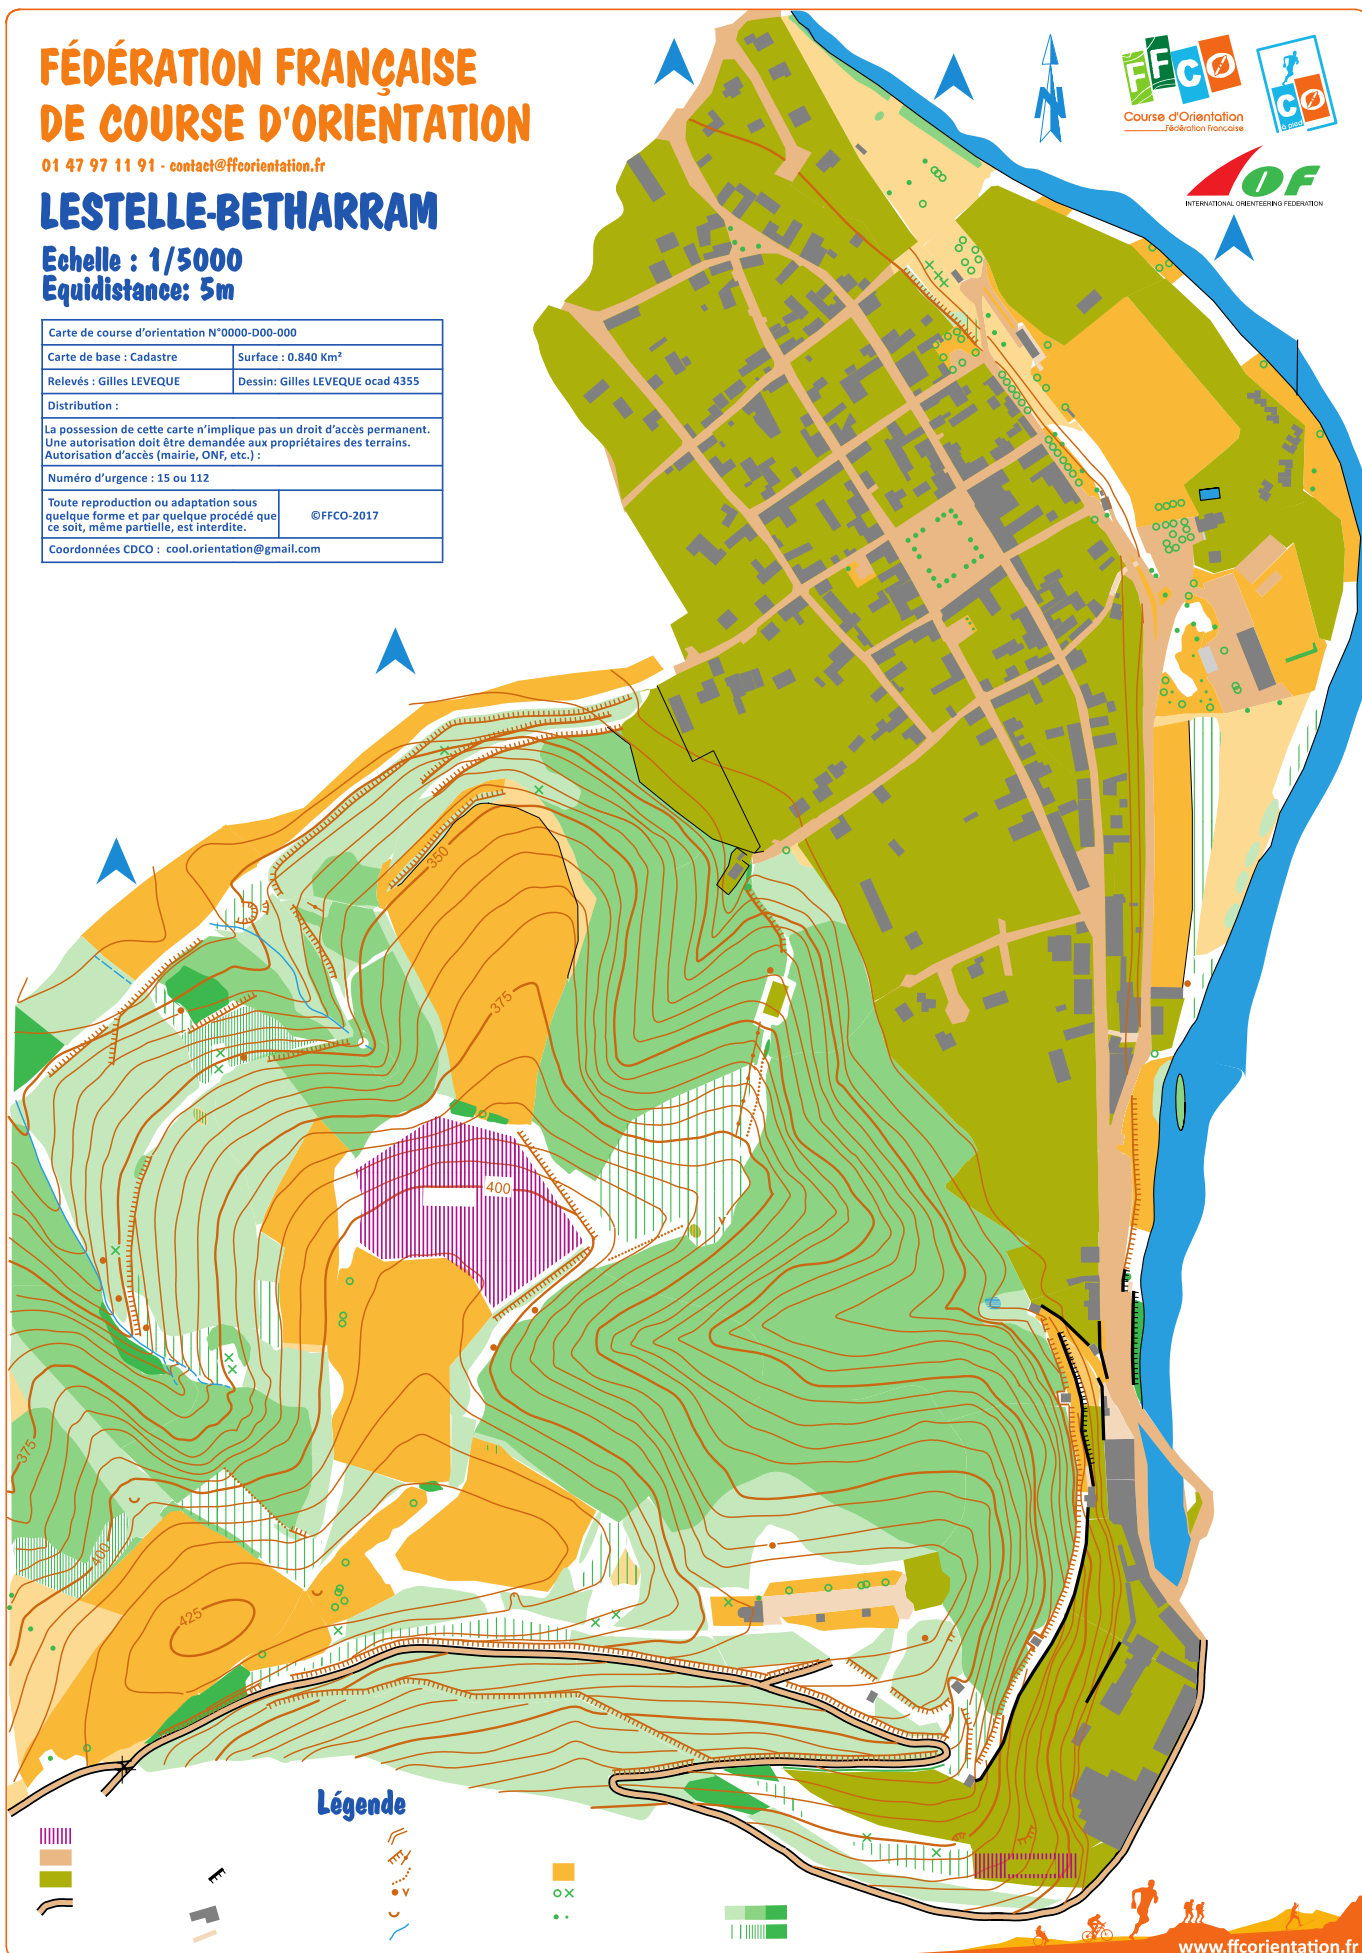 FÉDÉRATION FRANÇAISE
DE COURSE D'ORIENTATION
01 47 97 11 91 - contact@ffcorientation.fr
LESTELLE-BETHARRAM
Echelle : 1/5000
Equidistance: 5m
Carte de course d'orientation N°0000-D00-000
Carte de base : Cadastre
Surface : 0.840 Km²
Relevés : Gilles LEVEQUE
Dessin: Gilles LEVEQUE ocad 4355
Distribution :
La possession de cette carte n'implique pas un droit d'accès permanent.
Une autorisation doit être demandée aux propriétaires des terrains.
Autorisation d'accès (mairie, ONF, etc.) :
Numéro d'urgence : 15 ou 112
Toute reproduction ou adaptation sous
quelque forme et par quelque procédé que
ce soit, même partielle, est interdite.
©FFCO-2017
Coordonnées CDCO : cool.orientation@gmail.com
N
FFCO
Course d'Orientation
Fédération Française
CO
à pied
IOF
INTERNATIONAL ORIENTEERING FEDERATION
350
375
400
375
400
425
Légende
www.ffcorientation.fr